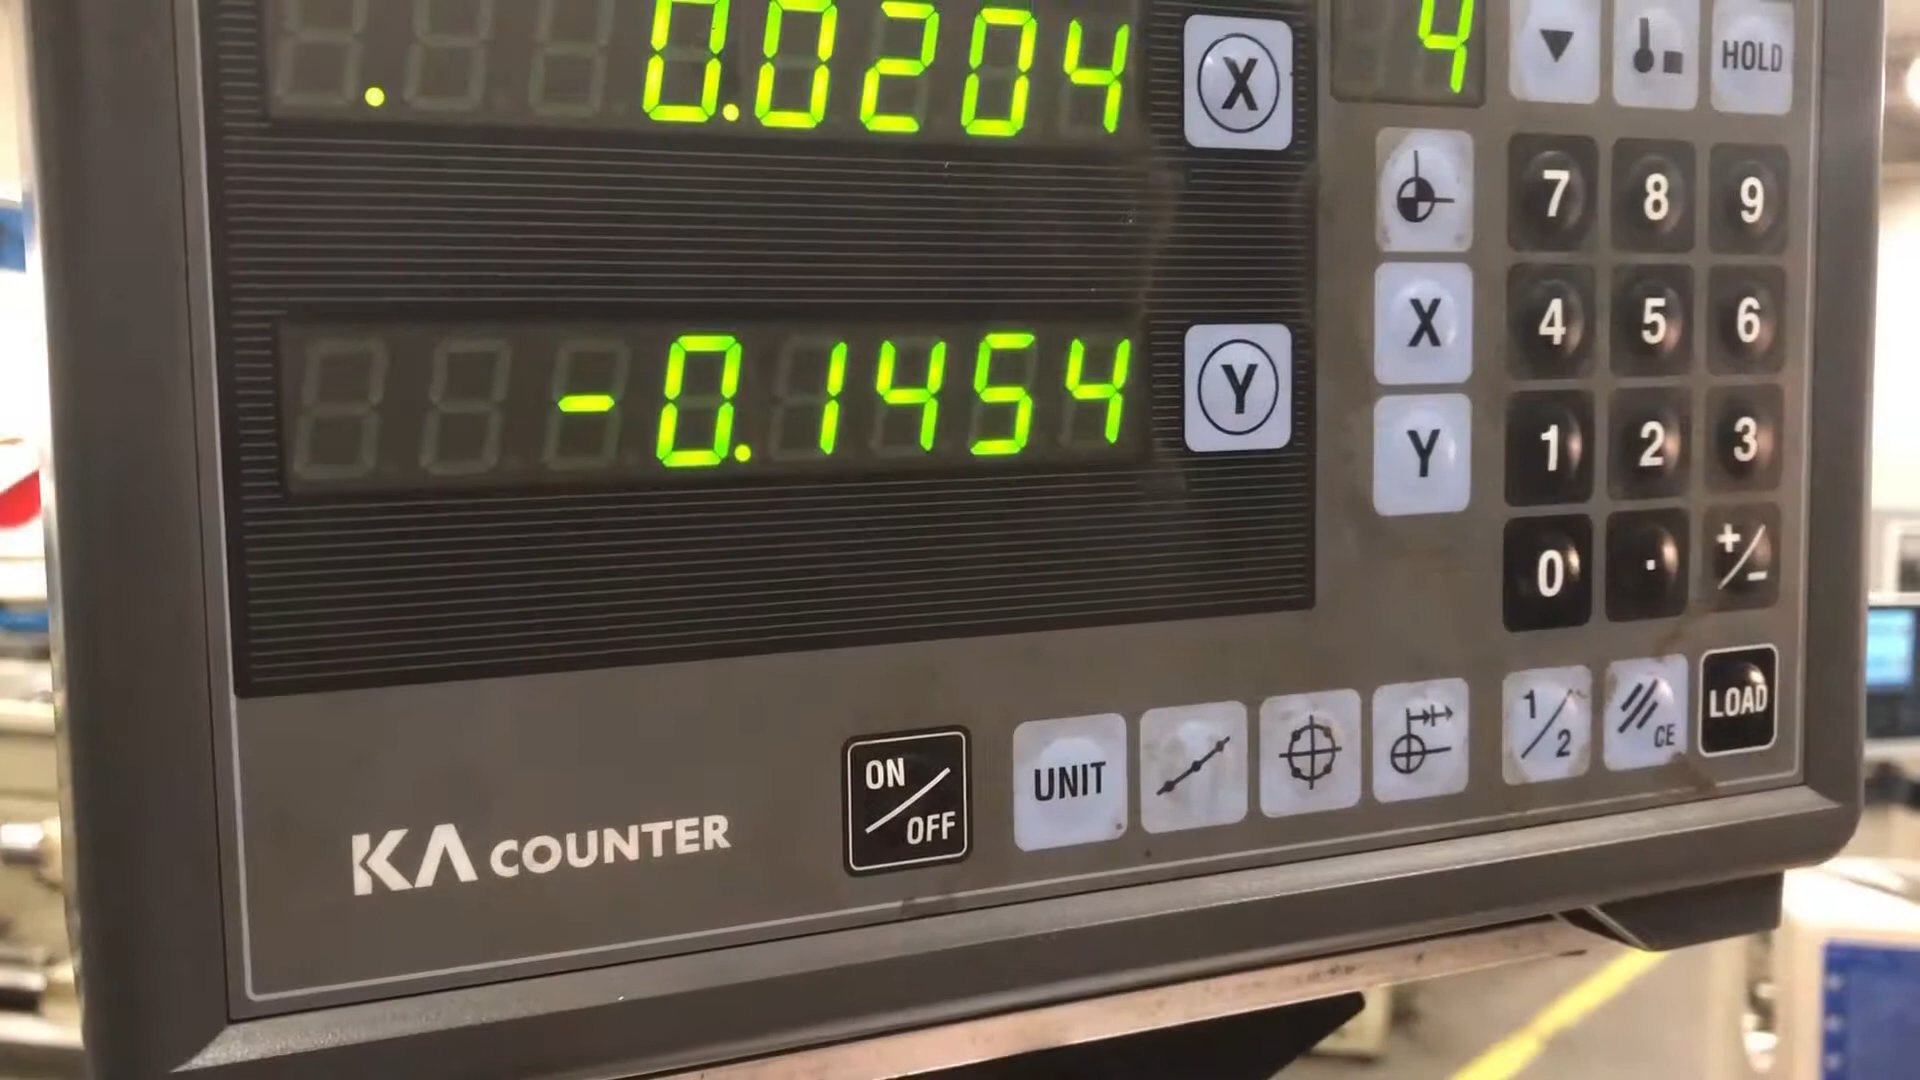 0.0204 X 4 HOLD
7 8 9
-0.1454 Y X 4 5 6
Y 1 2 3
0 . +/-
ON/OFF UNIT 1/2 CE LOAD
KA COUNTER